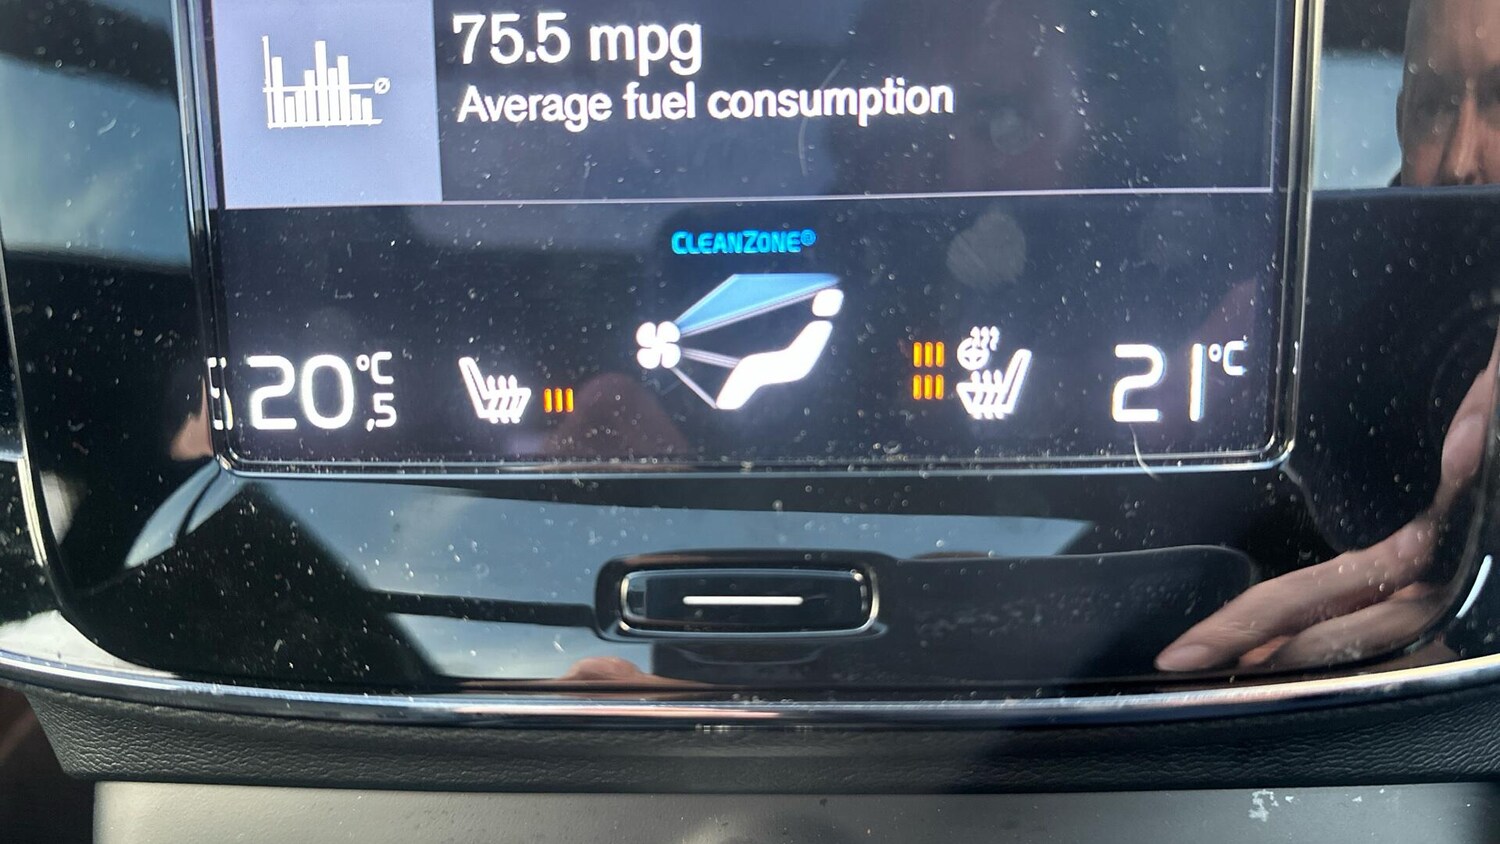 75.5 mpg
Average fuel consumption
CLEANZONE®
20,5 °C
21 °C